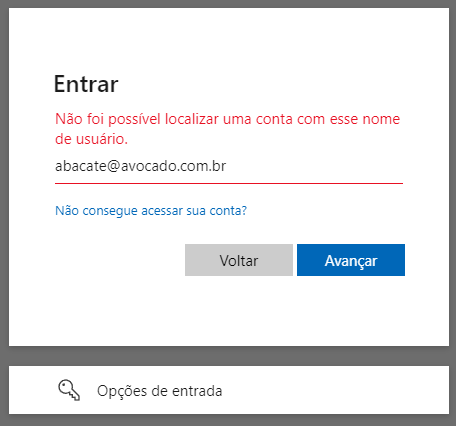 Entrar
Não foi possível localizar uma conta com esse nome
de usuário.
abacate@avocado.com.br
Não consegue acessar sua conta?
Voltar
Avançar
Opções de entrada